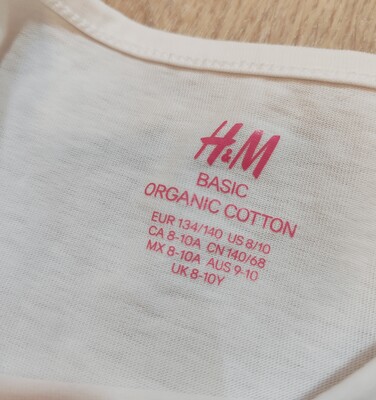 H&M
BASIC
ORGANIC COTTON
EUR 134/140 US 8/10
CA 8-10A CN 140/68
MX 8-10A AUS 9-10
UK 8-10Y